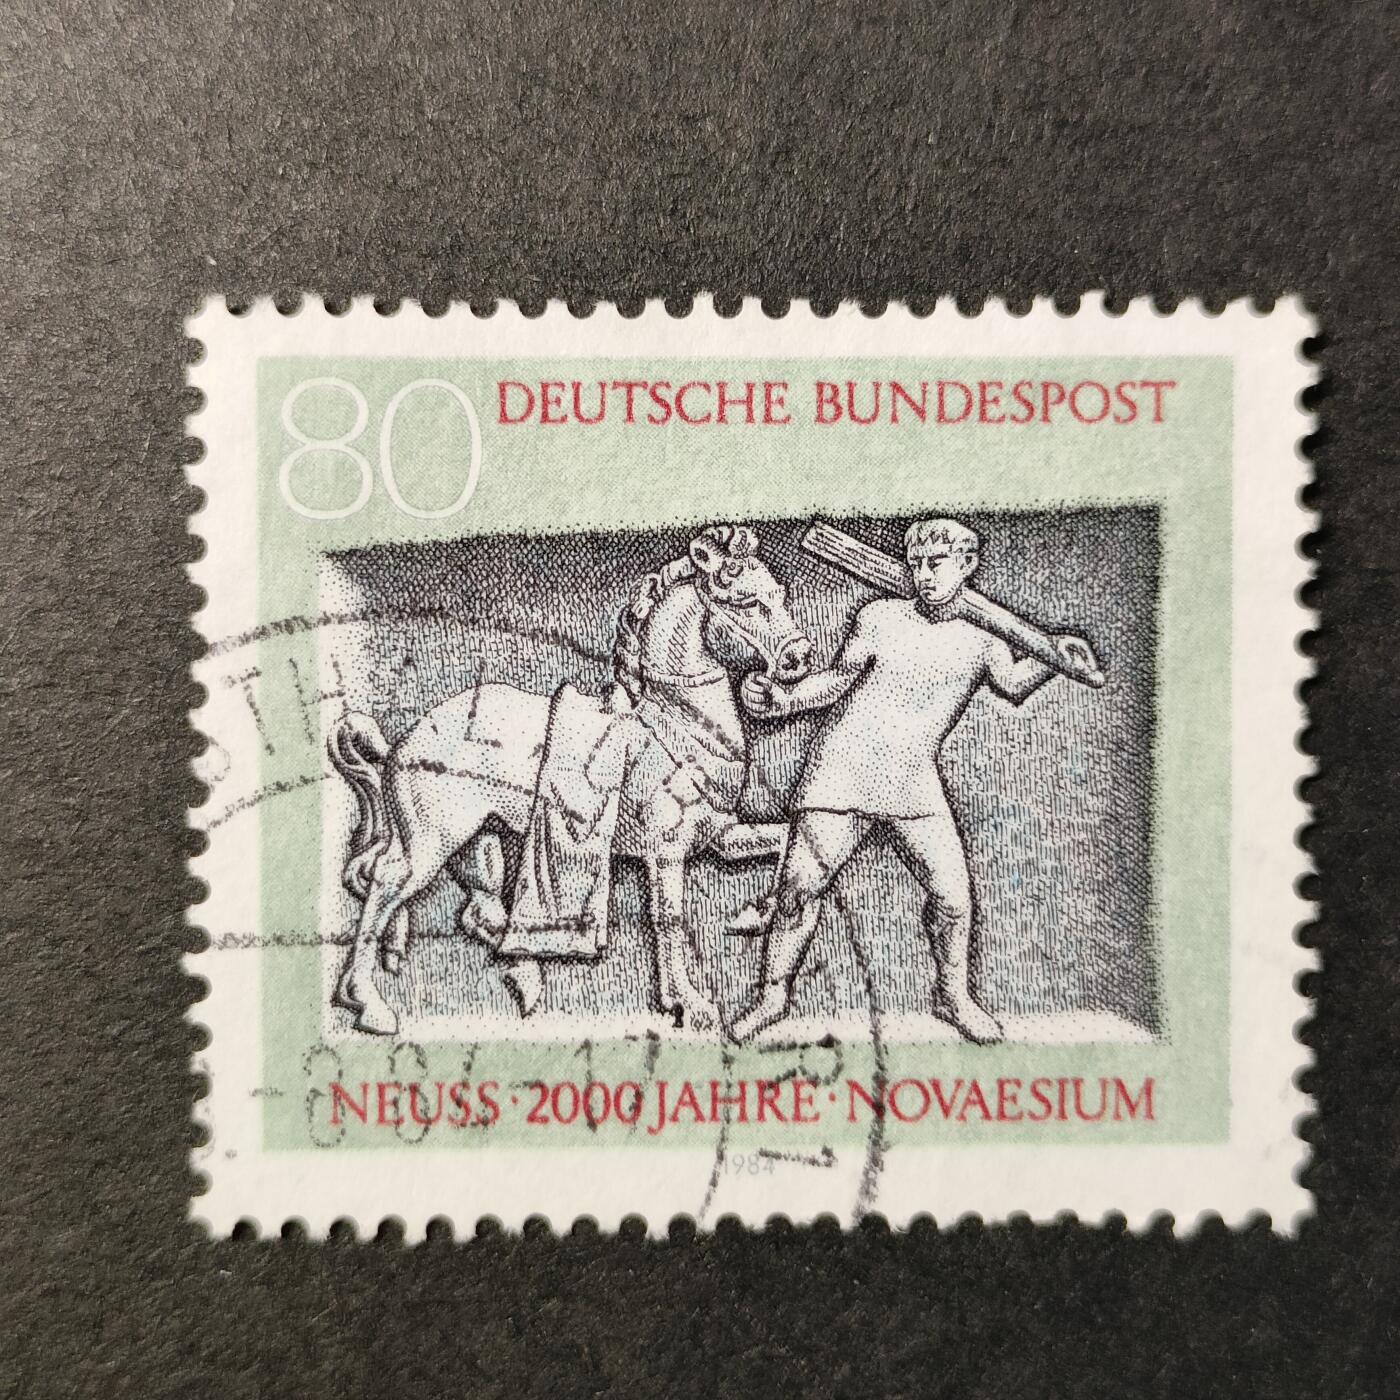 80 DEUTSCHE BUNDESPOST
NEUSS · 2000 JAHRE · NOVAESIUM
1984